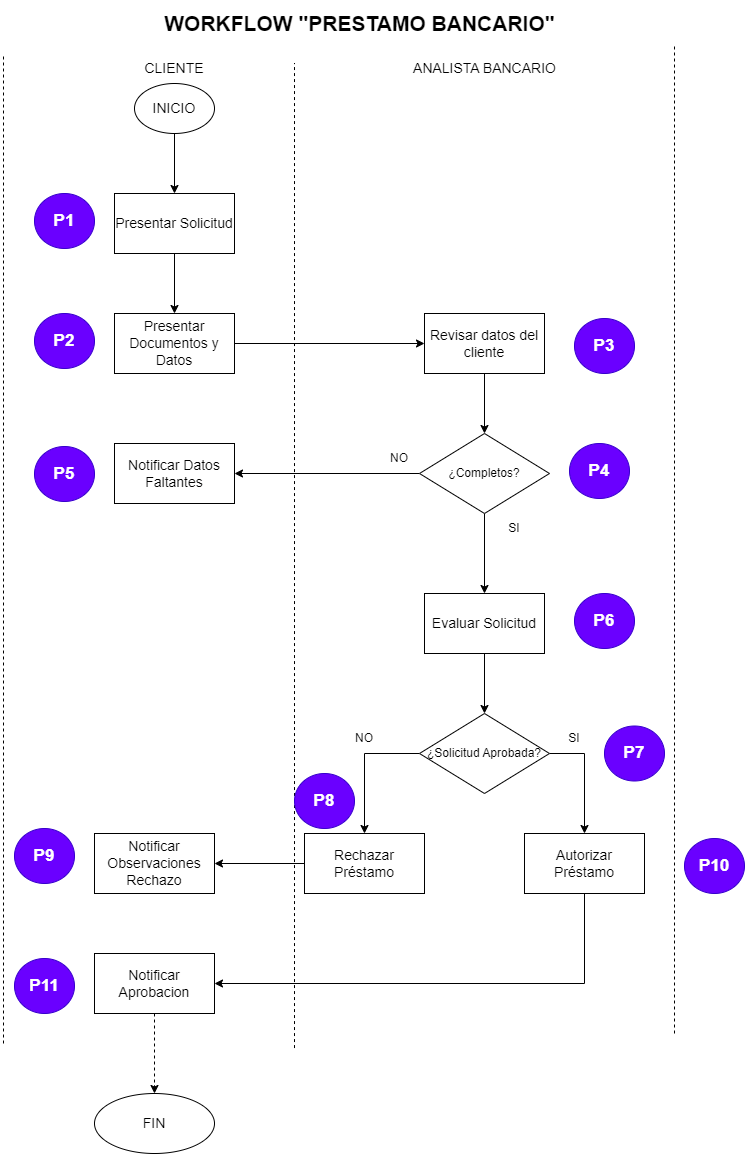 WORKFLOW "PRESTAMO BANCARIO"
CLIENTE
ANALISTA BANCARIO
INICIO
P1
Presentar Solicitud
P2
Presentar
Documentos y
Datos
Revisar datos del
cliente
P3
P5
Notificar Datos
Faltantes
NO
¿Completos?
P4
SI
Evaluar Solicitud
P6
NO
¿Solicitud Aprobada?
SI
P7
P8
P9
Notificar
Observaciones
Rechazo
Rechazar
Préstamo
Autorizar
Préstamo
P10
P11
Notificar
Aprobacion
FIN